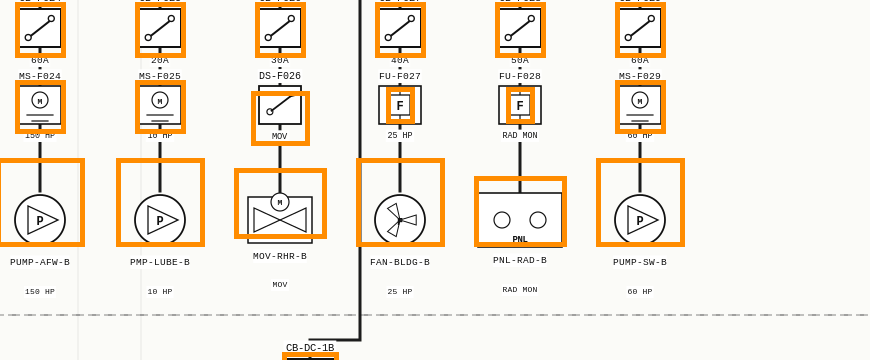 60A 20A 30A 40A 50A 60A
MS-F024 MS-F025 DS-F026 FU-F027 FU-F028 MS-F029
M M F F M
150 HP 10 HP MOV 25 HP RAD MON 60 HP
M
P P P
PNL
PUMP-AFW-B PMP-LUBE-B MOV-RHR-B FAN-BLDG-B PNL-RAD-B PUMP-SW-B
150 HP 10 HP MOV 25 HP RAD MON 60 HP
CB-DC-1B